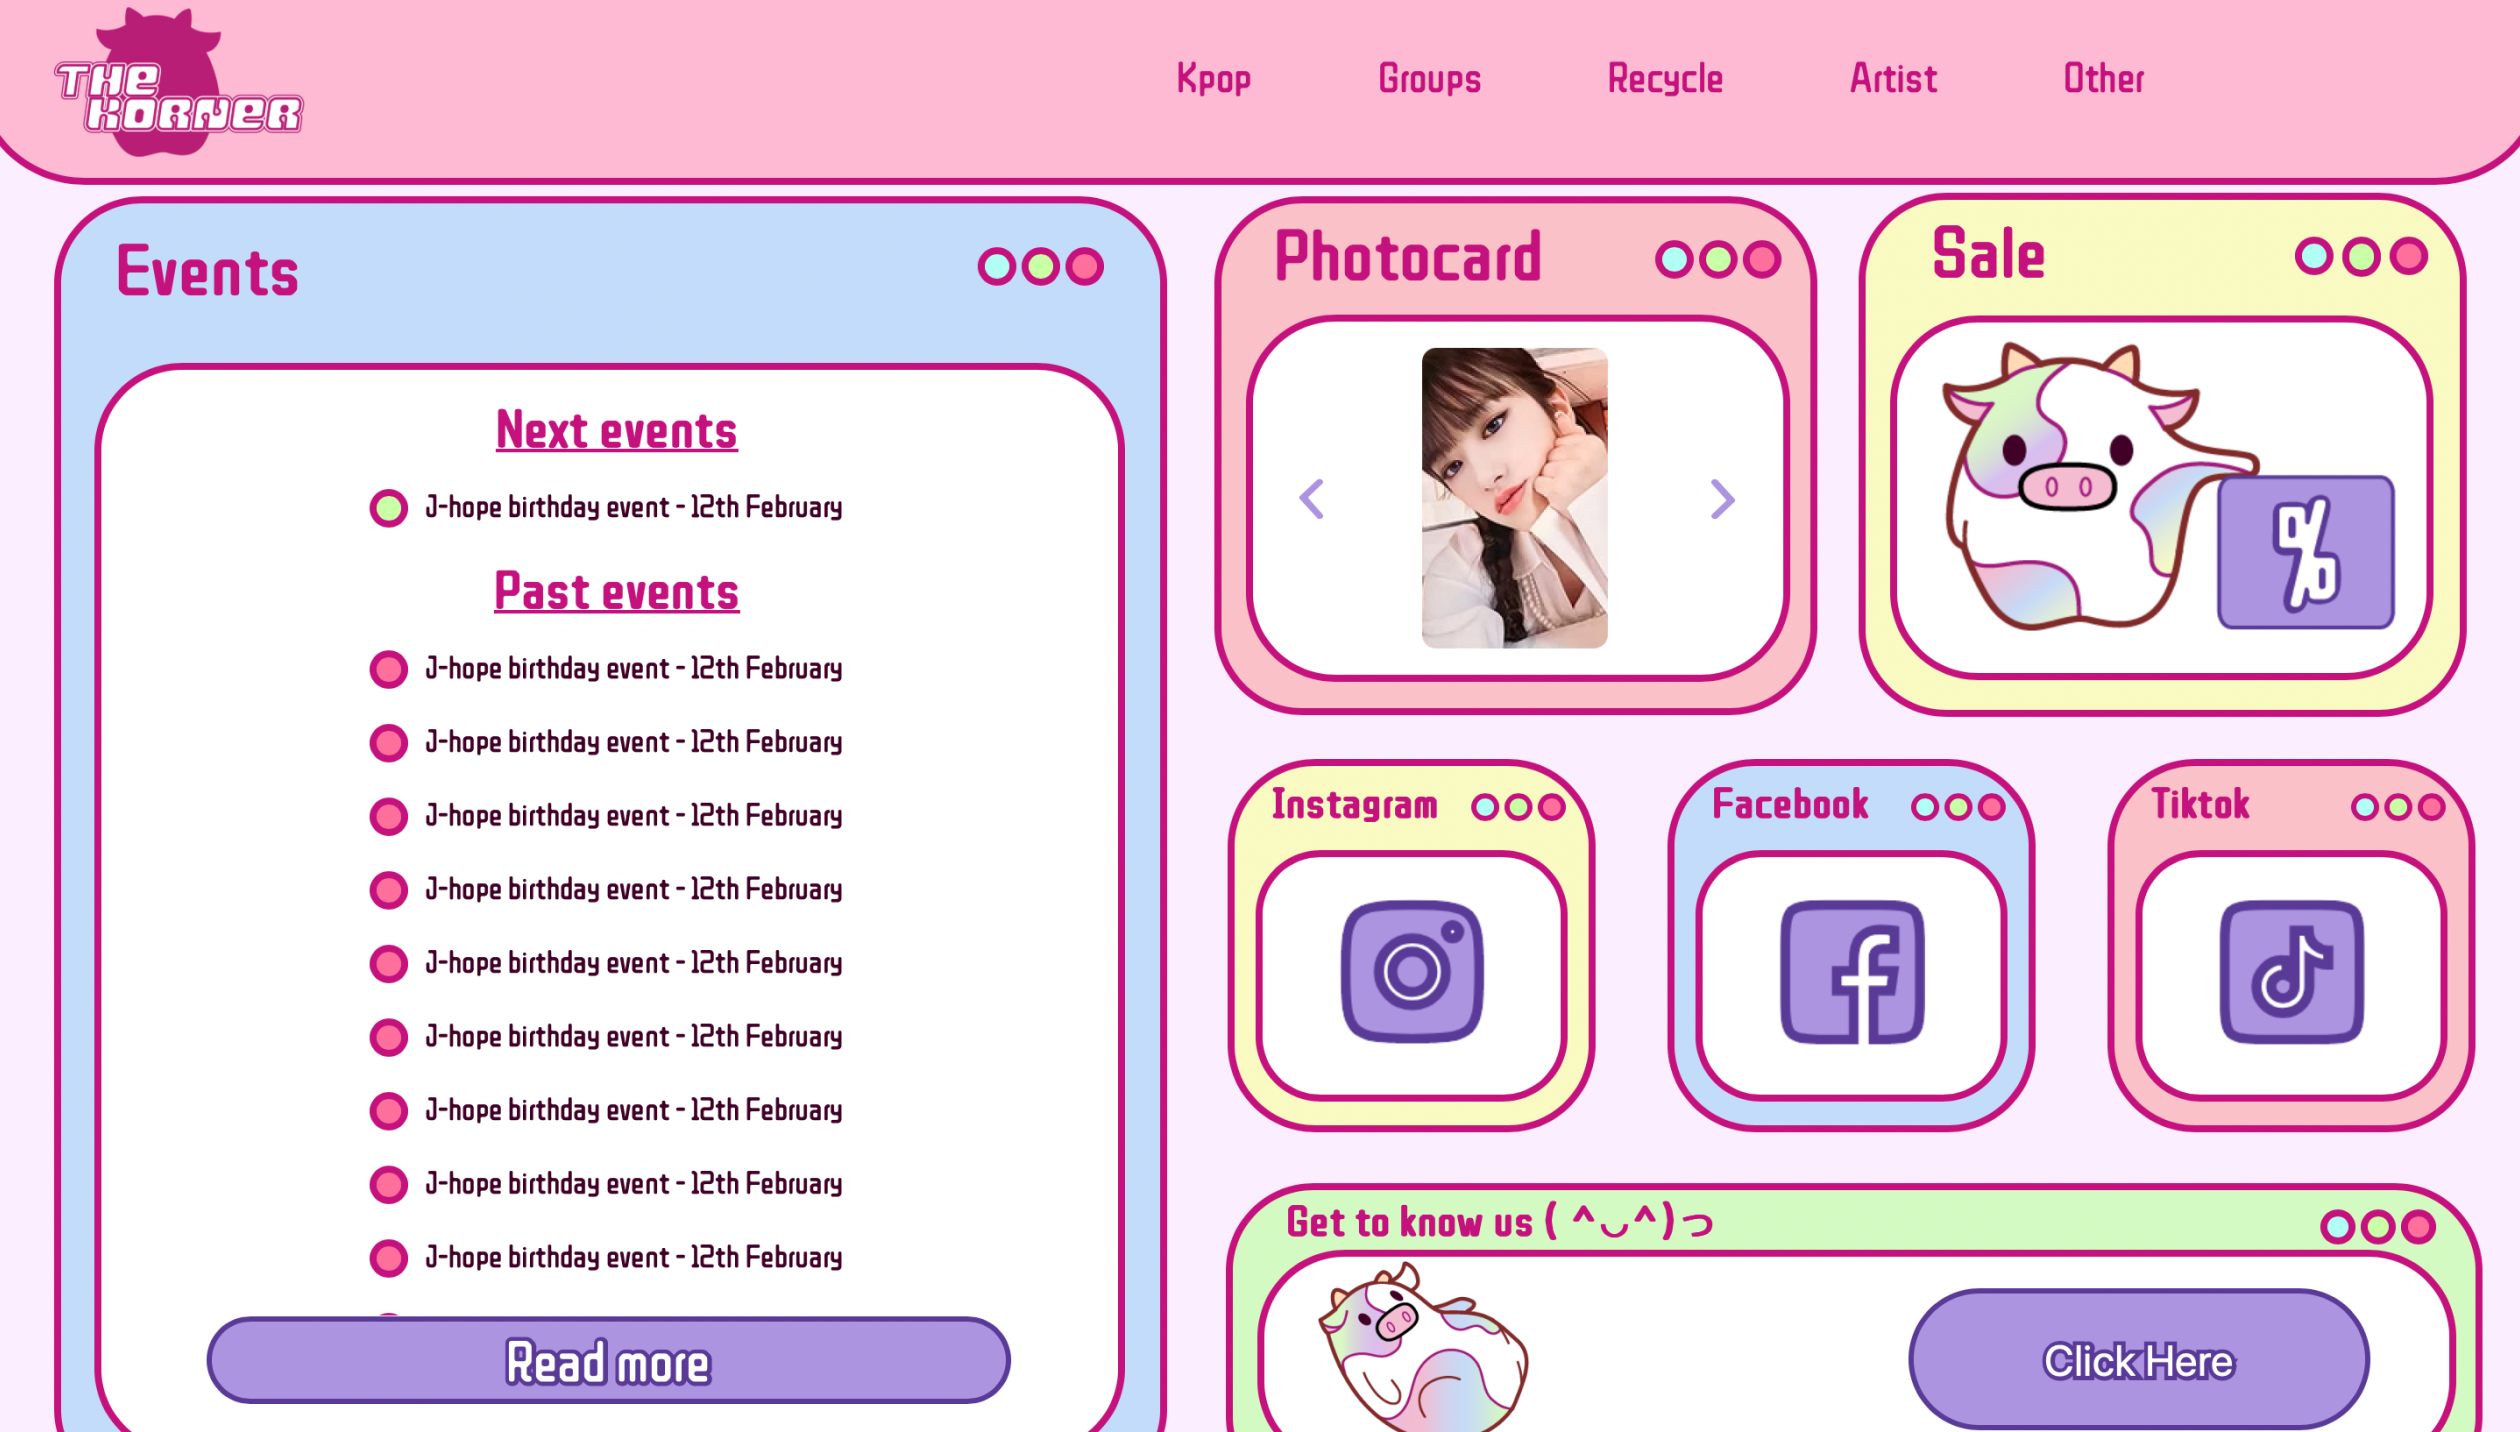 THE
KORNER
Kpop
Groups
Recycle
Artist
Other
Events
Next events
J-hope birthday event - 12th February
Past events
J-hope birthday event - 12th February
J-hope birthday event - 12th February
J-hope birthday event - 12th February
J-hope birthday event - 12th February
J-hope birthday event - 12th February
J-hope birthday event - 12th February
J-hope birthday event - 12th February
J-hope birthday event - 12th February
J-hope birthday event - 12th February
Read more
Photocard
Sale
%
Instagram
Facebook
Tiktok
Get to know us ( ^◡^)っ
Click Here